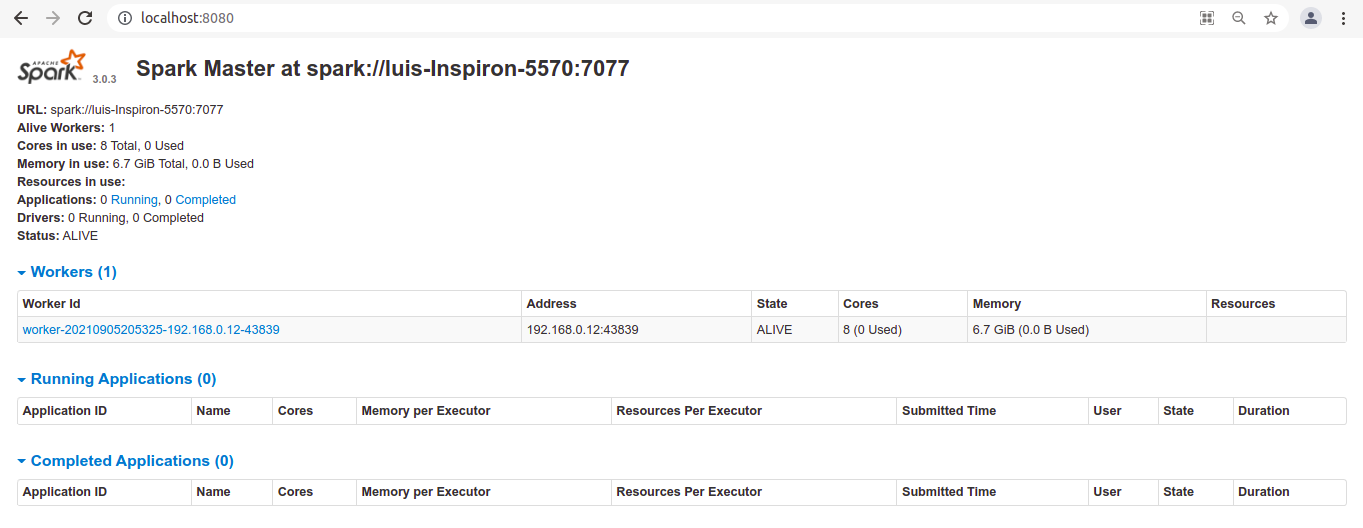 localhost:8080
APACHE
Spark 3.0.3 Spark Master at spark://luis-Inspiron-5570:7077
URL: spark://luis-Inspiron-5570:7077
Alive Workers: 1
Cores in use: 8 Total, 0 Used
Memory in use: 6.7 GiB Total, 0.0 B Used
Resources in use:
Applications: 0 Running, 0 Completed
Drivers: 0 Running, 0 Completed
Status: ALIVE
Workers (1)
Worker Id Address State Cores Memory Resources
worker-20210905205325-192.168.0.12-43839 192.168.0.12:43839 ALIVE 8 (0 Used) 6.7 GiB (0.0 B Used)
Running Applications (0)
Application ID Name Cores Memory per Executor Resources Per Executor Submitted Time User State Duration
Completed Applications (0)
Application ID Name Cores Memory per Executor Resources Per Executor Submitted Time User State Duration